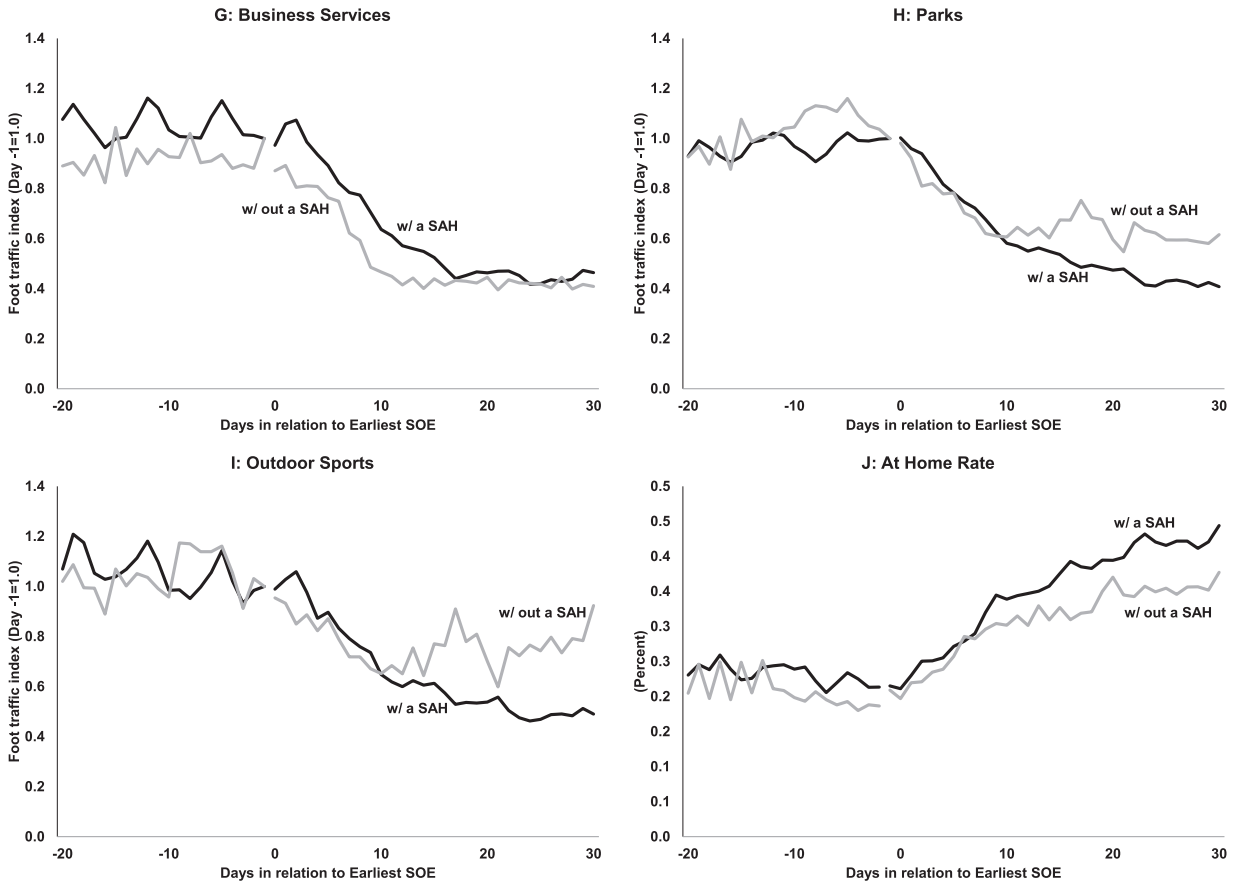 G: Business Services
Foot traffic index (Day -1=1.0)
1.4
1.2
1.0
0.8
0.6
0.4
0.2
0.0
w/ out a SAH
w/ a SAH
-20 -10 0 10 20 30
Days in relation to Earliest SOE
H: Parks
Foot traffic index (Day -1=1.0)
1.4
1.2
1.0
0.8
0.6
0.4
0.2
0.0
w/ out a SAH
w/ a SAH
-20 -10 0 10 20 30
Days in relation to Earliest SOE
I: Outdoor Sports
Foot traffic index (Day -1=1.0)
1.4
1.2
1.0
0.8
0.6
0.4
0.2
0.0
w/ out a SAH
w/ a SAH
-20 -10 0 10 20 30
Days in relation to Earliest SOE
J: At Home Rate
(Percent)
0.5
0.5
0.4
0.4
0.3
0.3
0.2
0.2
0.1
0.1
0.0
w/ a SAH
w/ out a SAH
-20 -10 0 10 20 30
Days in relation to Earliest SOE